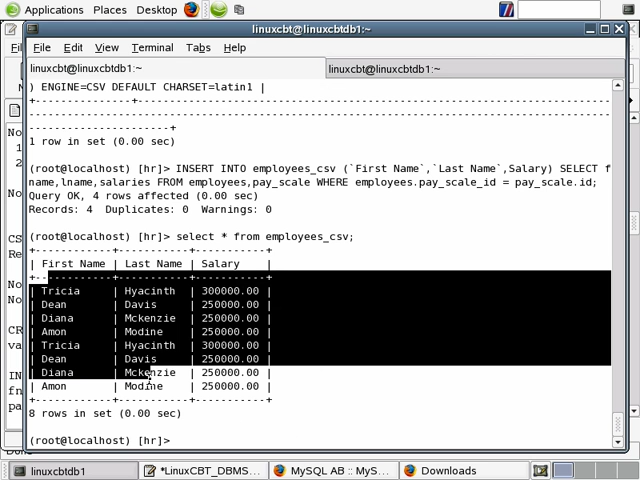 Applications Places Desktop
linuxcbt@linuxcbtdb1:~
File Edit View Terminal Tabs Help
linuxcbt@linuxcbtdb1:~ linuxcbt@linuxcbtdb1:~
) ENGINE=CSV DEFAULT CHARSET=latin1 |
1 row in set (0.00 sec)
(root@localhost) [hr]> INSERT INTO employees_csv (`First Name`,`Last Name`,Salary) SELECT f
name,lname,salaries FROM employees,pay_scale WHERE employees.pay_scale_id = pay_scale.id;
Query OK, 4 rows affected (0.00 sec)
Records: 4 Duplicates: 0 Warnings: 0
(root@localhost) [hr]> select * from employees_csv;
| First Name | Last Name | Salary |
| Tricia | Hyacinth | 300000.00 |
| Dean | Davis | 250000.00 |
| Diana | Mckenzie | 250000.00 |
| Amon | Modine | 250000.00 |
| Tricia | Hyacinth | 300000.00 |
| Dean | Davis | 250000.00 |
| Diana | Mckenzie | 250000.00 |
| Amon | Modine | 250000.00 |
8 rows in set (0.00 sec)
(root@localhost) [hr]>
linuxcbtdb1 *LinuxCBT_DBMS... MySQL AB :: MyS... Downloads